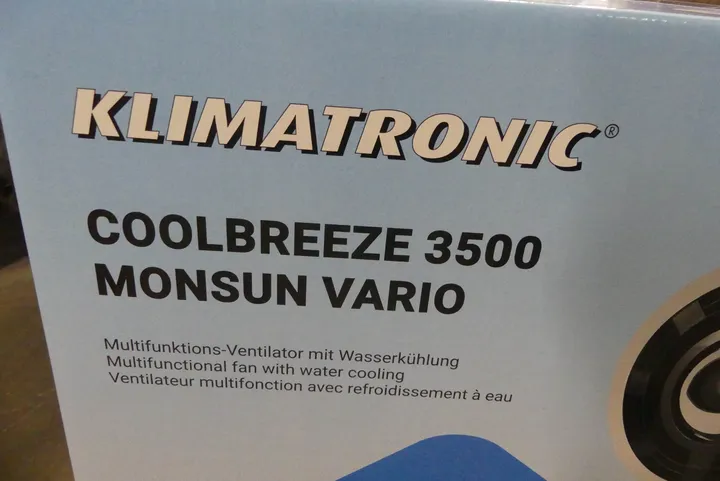 KLIMATRONIC®
COOLBREEZE 3500
MONSUN VARIO
Multifunktions-Ventilator mit Wasserkühlung
Multifunctional fan with water cooling
Ventilateur multifonction avec refroidissement à eau